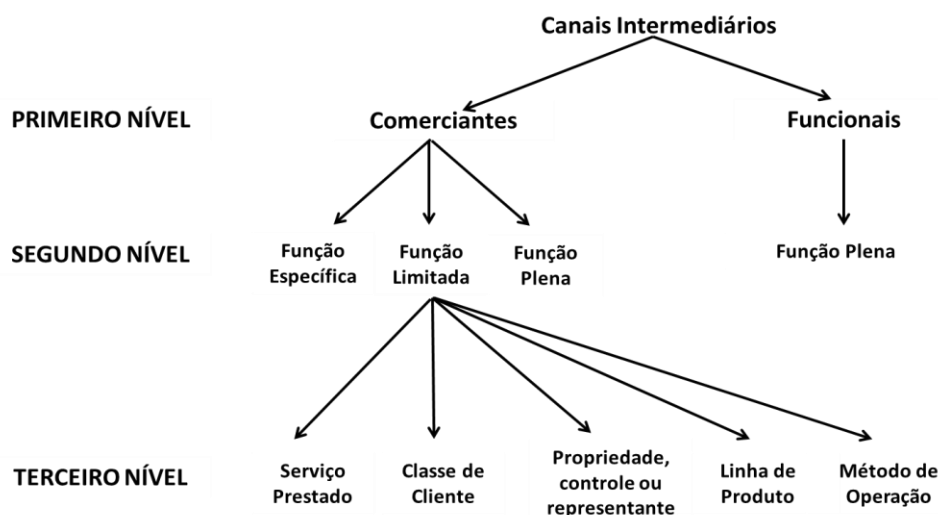 Canais Intermediários
PRIMEIRO NÍVEL
Comerciantes
Funcionais
SEGUNDO NÍVEL
Função
Específica
Função
Limitada
Função
Plena
Função Plena
TERCEIRO NÍVEL
Serviço
Prestado
Classe de
Cliente
Propriedade,
controle ou
representante
Linha de
Produto
Método de
Operação